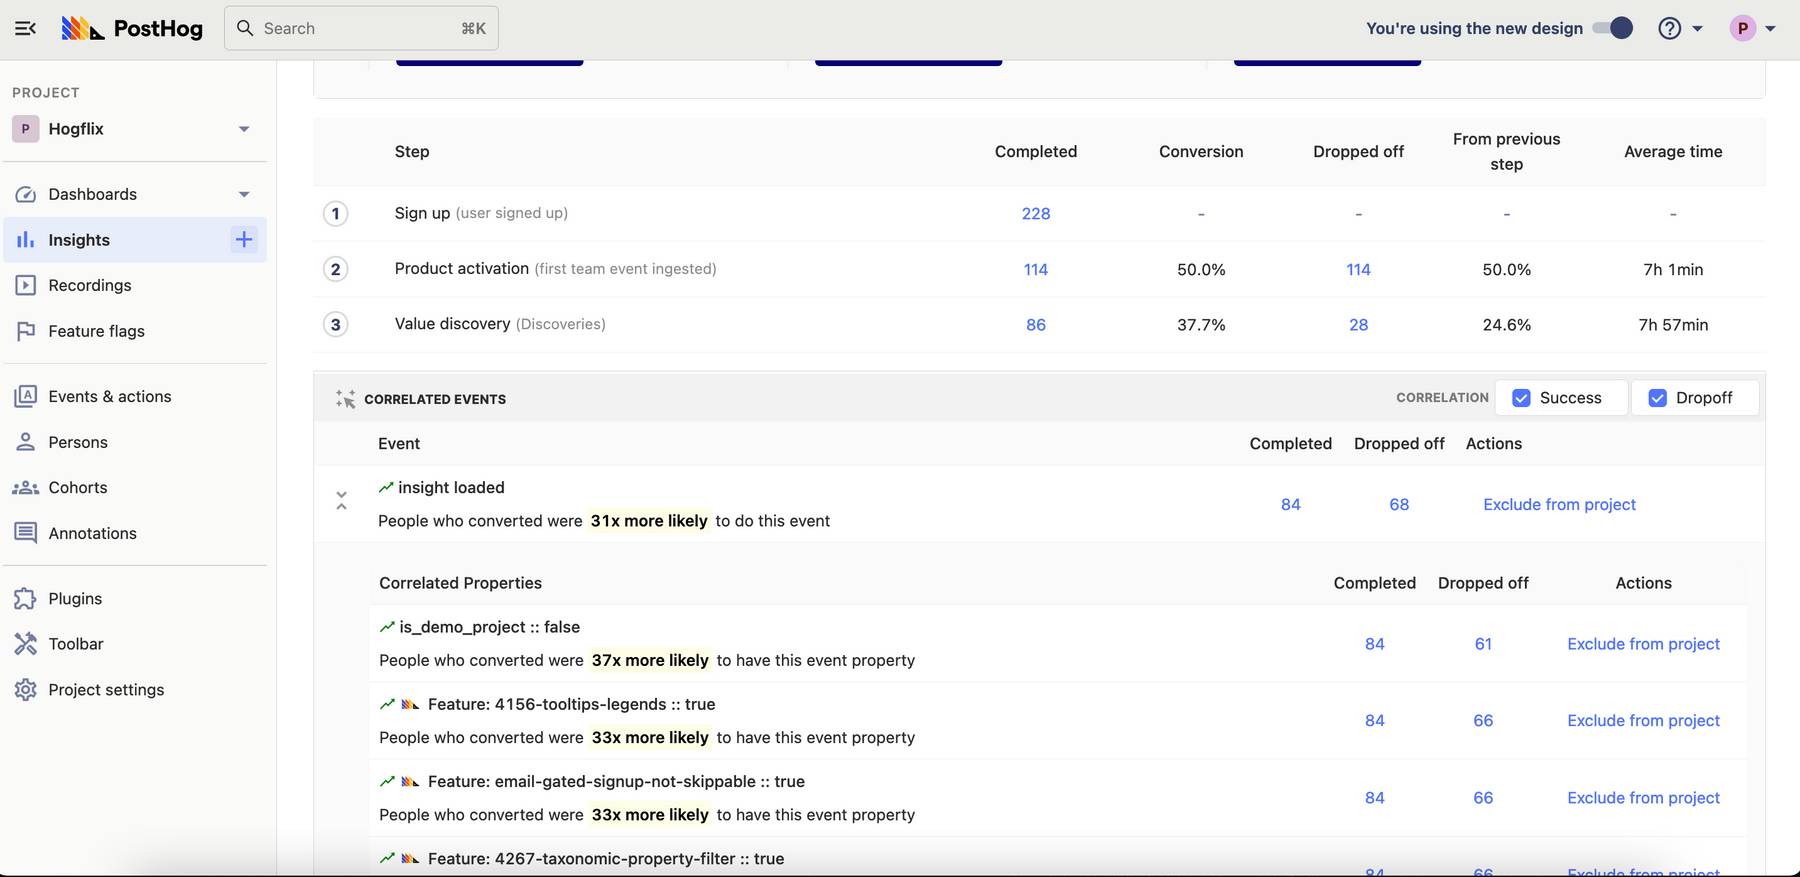 PostHog
Search
⌘K
You're using the new design
P
PROJECT
P
Hogflix
Dashboards
Insights
Recordings
Feature flags
Events & actions
Persons
Cohorts
Annotations
Plugins
Toolbar
Project settings
Step
Completed
Conversion
Dropped off
From previous
step
Average time
1 Sign up (user signed up) 228 - - - -
2 Product activation (first team event ingested) 114 50.0% 114 50.0% 7h 1min
3 Value discovery (Discoveries) 86 37.7% 28 24.6% 7h 57min
CORRELATED EVENTS
CORRELATION
Success
Dropoff
Event Completed Dropped off Actions
insight loaded
People who converted were 31x more likely to do this event
84 68 Exclude from project
Correlated Properties Completed Dropped off Actions
is_demo_project :: false
People who converted were 37x more likely to have this event property
84 61 Exclude from project
Feature: 4156-tooltips-legends :: true
People who converted were 33x more likely to have this event property
84 66 Exclude from project
Feature: email-gated-signup-not-skippable :: true
People who converted were 33x more likely to have this event property
84 66 Exclude from project
Feature: 4267-taxonomic-property-filter :: true
84 66 Exclude from project